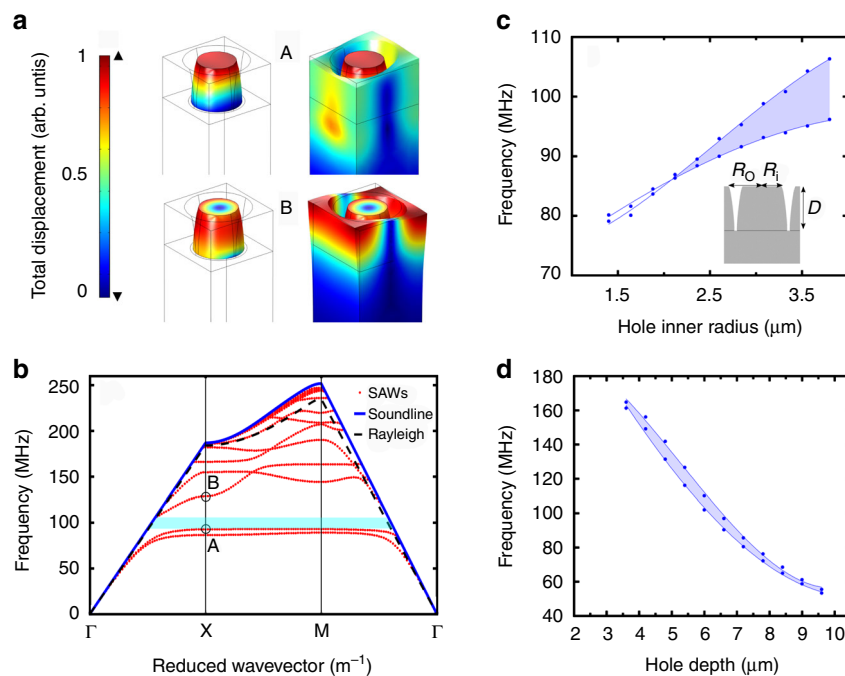 a
1
0.5
0
Total displacement (arb. untis)
A
B
b
250
200
150
100
50
0
Frequency (MHz)
SAWs
Soundline
Rayleigh
B
A
Γ X M Γ
Reduced wavevector (m⁻¹)
c
110
100
90
80
70
Frequency (MHz)
R_O R_i
D
1.5 2.5 3.5
Hole inner radius (μm)
d
180
160
140
120
100
80
60
40
Frequency (MHz)
2 3 4 5 6 7 8 9 10
Hole depth (μm)